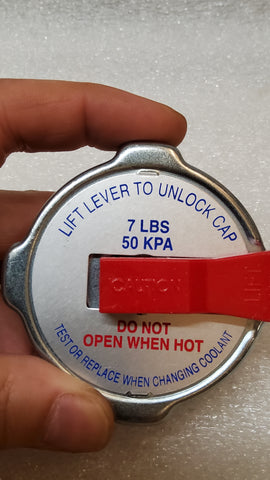 LIFT LEVER TO UNLOCK CAP
7 LBS
50 KPA
CAUTION
LIFT
DO NOT
OPEN WHEN HOT
TEST OR REPLACE WHEN CHANGING COOLANT